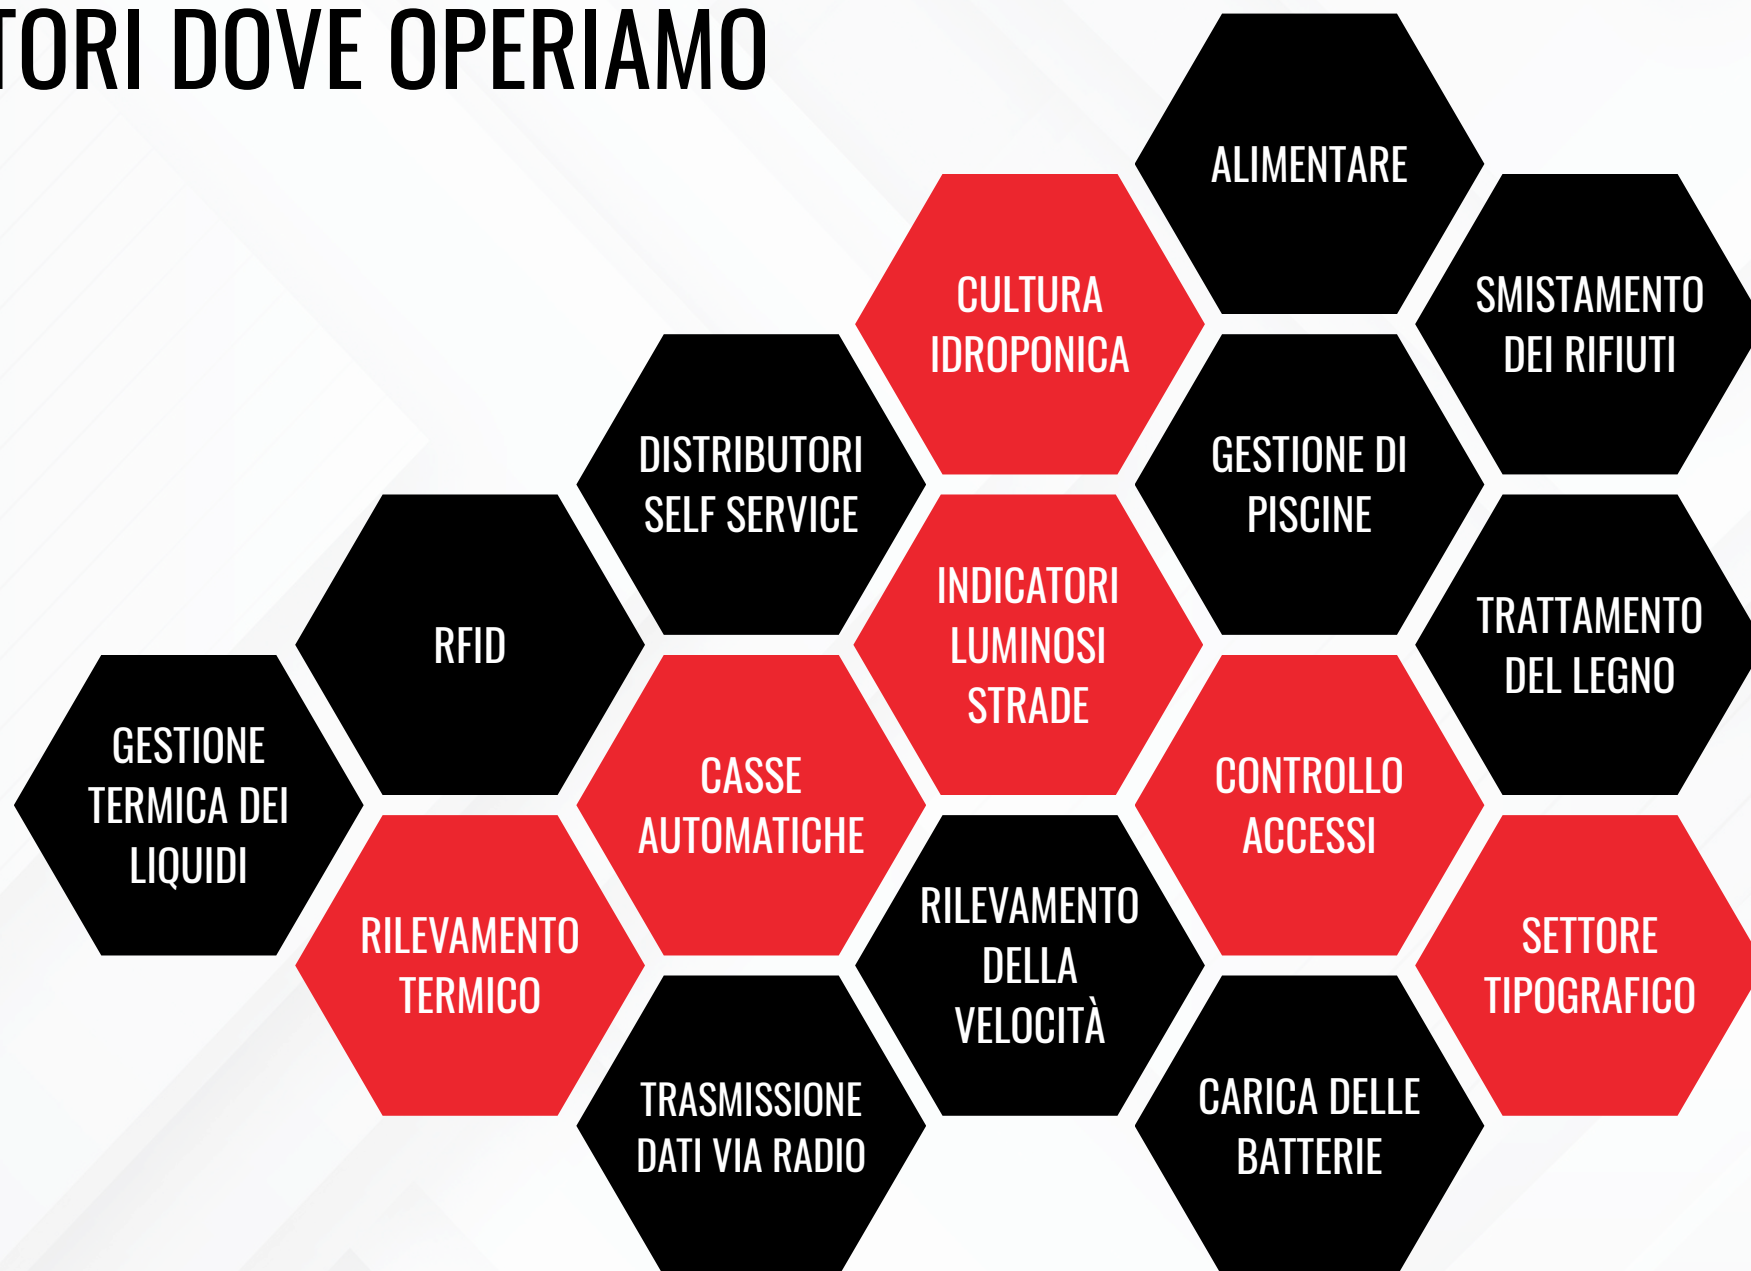 TORI DOVE OPERIAMO
ALIMENTARE
CULTURA
IDROPONICA
SMISTAMENTO
DEI RIFIUTI
DISTRIBUTORI
SELF SERVICE
GESTIONE DI
PISCINE
RFID
INDICATORI
LUMINOSI
STRADE
TRATTAMENTO
DEL LEGNO
GESTIONE
TERMICA DEI
LIQUIDI
CASSE
AUTOMATICHE
CONTROLLO
ACCESSI
RILEVAMENTO
TERMICO
RILEVAMENTO
DELLA
VELOCITÀ
SETTORE
TIPOGRAFICO
TRASMISSIONE
DATI VIA RADIO
CARICA DELLE
BATTERIE